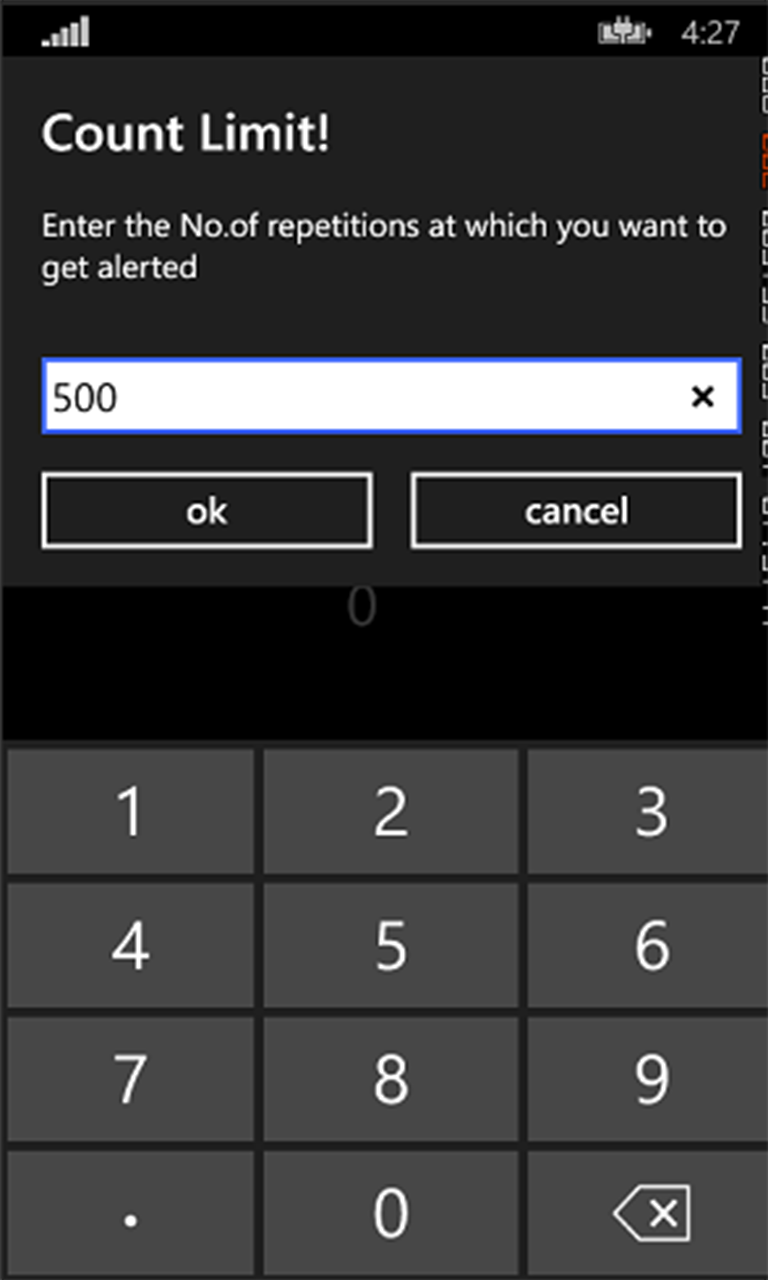 4:27
Count Limit!
Enter the No.of repetitions at which you want to
get alerted
500
ok cancel
0
1 2 3
4 5 6
7 8 9
. 0